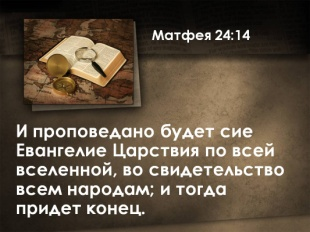 Матфея 24:14
И проповедано будет сие
Евангелие Царствия по всей
вселенной, во свидетельство
всем народам; и тогда
придет конец.